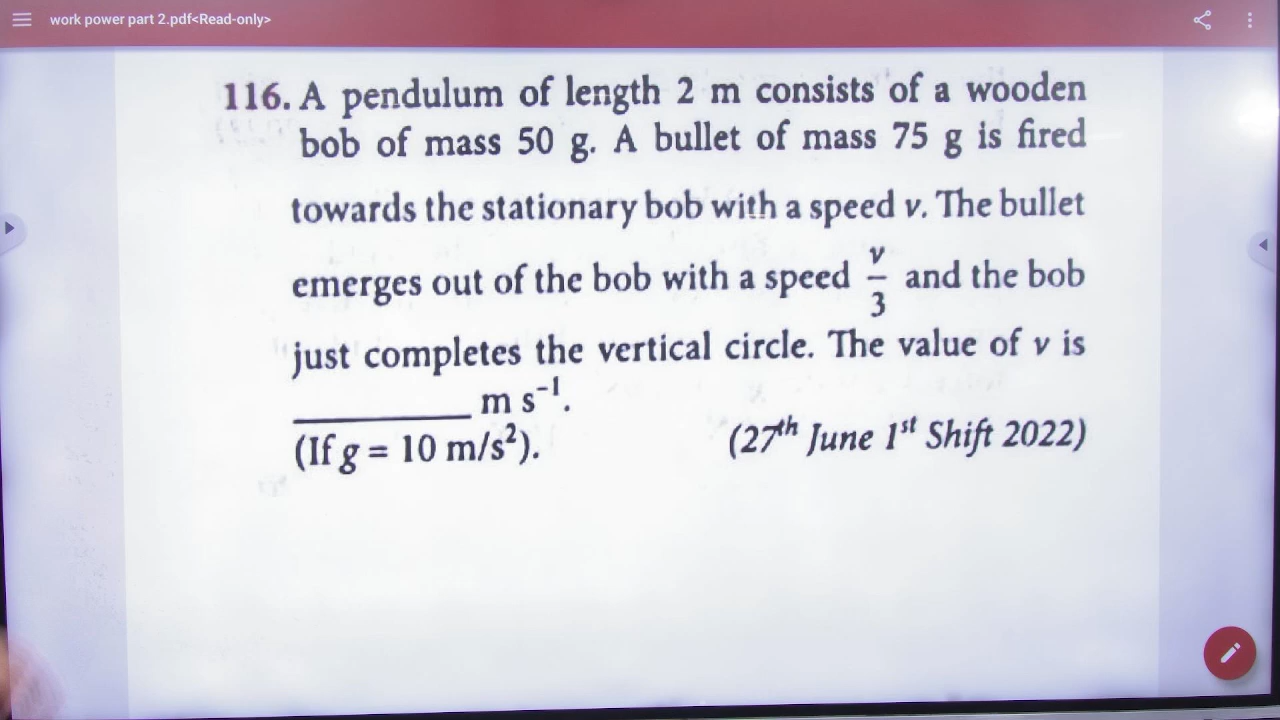 work power part 2.pdf<Read-only>
116. A pendulum of length 2 m consists of a wooden
bob of mass 50 g. A bullet of mass 75 g is fired
towards the stationary bob with a speed v. The bullet
emerges out of the bob with a speed v/3 and the bob
just completes the vertical circle. The value of v is
__________ m s⁻¹.
(If g = 10 m/s²). (27th June 1st Shift 2022)